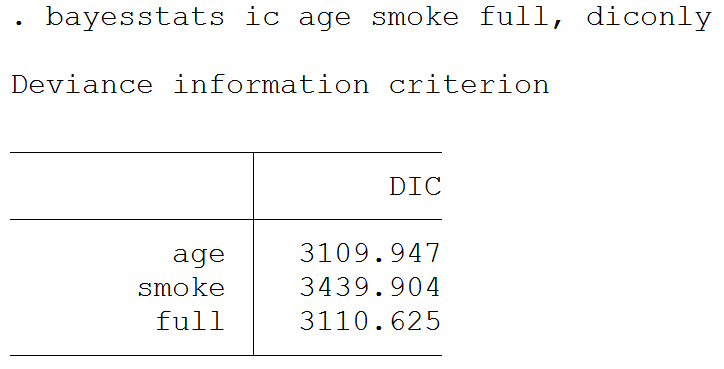 . bayesstats ic age smoke full, diconly
Deviance information criterion
DIC
age 3109.947
smoke 3439.904
full 3110.625